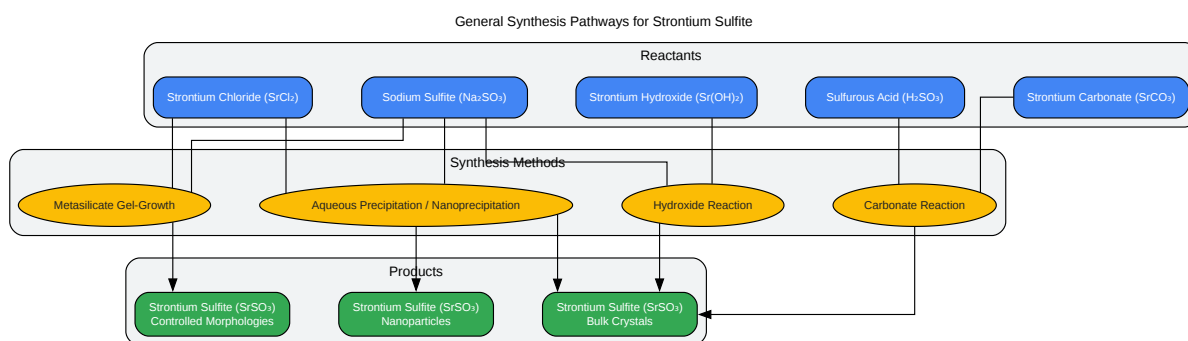 General Synthesis Pathways for Strontium Sulfite
Reactants
Strontium Chloride (SrCl₂)
Sodium Sulfite (Na₂SO₃)
Strontium Hydroxide (Sr(OH)₂)
Sulfurous Acid (H₂SO₃)
Strontium Carbonate (SrCO₃)
Synthesis Methods
Metasilicate Gel-Growth
Aqueous Precipitation / Nanoprecipitation
Hydroxide Reaction
Carbonate Reaction
Products
Strontium Sulfite (SrSO₃)
Controlled Morphologies
Strontium Sulfite (SrSO₃)
Nanoparticles
Strontium Sulfite (SrSO₃)
Bulk Crystals